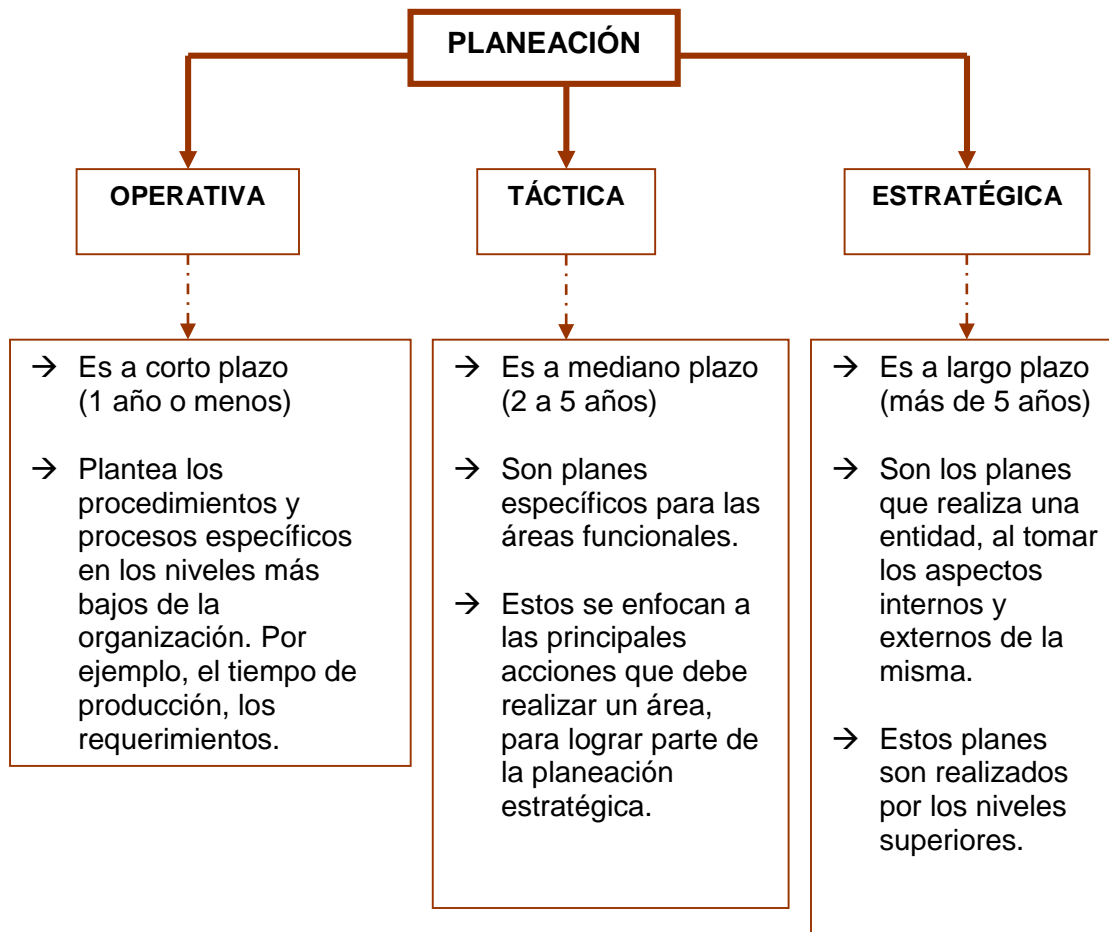 PLANEACIÓN
OPERATIVA
TÁCTICA
ESTRATÉGICA
→ Es a corto plazo
(1 año o menos)
→ Plantea los
procedimientos y
procesos específicos
en los niveles más
bajos de la
organización. Por
ejemplo, el tiempo de
producción, los
requerimientos.
→ Es a mediano plazo
(2 a 5 años)
→ Son planes
específicos para las
áreas funcionales.
→ Estos se enfocan a
las principales
acciones que debe
realizar un área,
para lograr parte de
la planeación
estratégica.
→ Es a largo plazo
(más de 5 años)
→ Son los planes
que realiza una
entidad, al tomar
los aspectos
internos y
externos de la
misma.
→ Estos planes
son realizados
por los niveles
superiores.